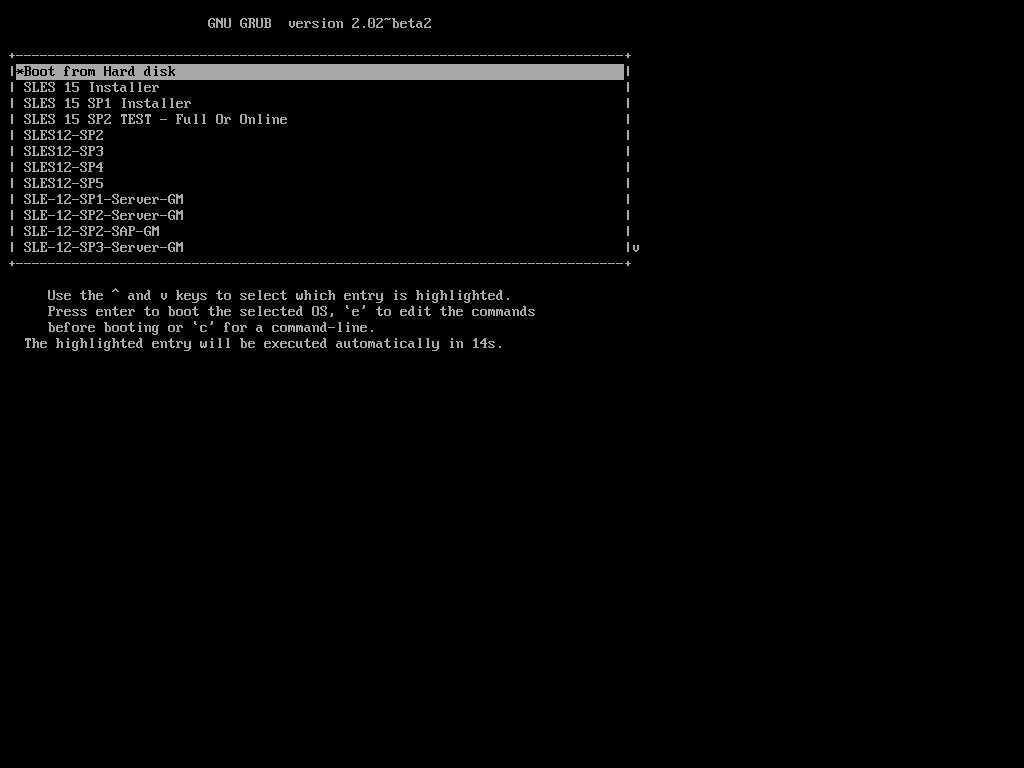 GNU GRUB  version 2.02~beta2
+----------------------------------------------------------------------------+
|*Boot from Hard disk                                                        |
| SLES 15 Installer                                                          |
| SLES 15 SP1 Installer                                                      |
| SLES 15 SP2 TEST - Full Or Online                                          |
| SLES12-SP2                                                                 |
| SLES12-SP3                                                                 |
| SLES12-SP4                                                                 |
| SLES12-SP5                                                                 |
| SLE-12-SP1-Server-GM                                                       |
| SLE-12-SP2-Server-GM                                                       |
| SLE-12-SP2-SAP-GM                                                          |
| SLE-12-SP3-Server-GM                                                       |v
+----------------------------------------------------------------------------+
Use the ^ and v keys to select which entry is highlighted.
Press enter to boot the selected OS, `e' to edit the commands
before booting or `c' for a command-line.
The highlighted entry will be executed automatically in 14s.